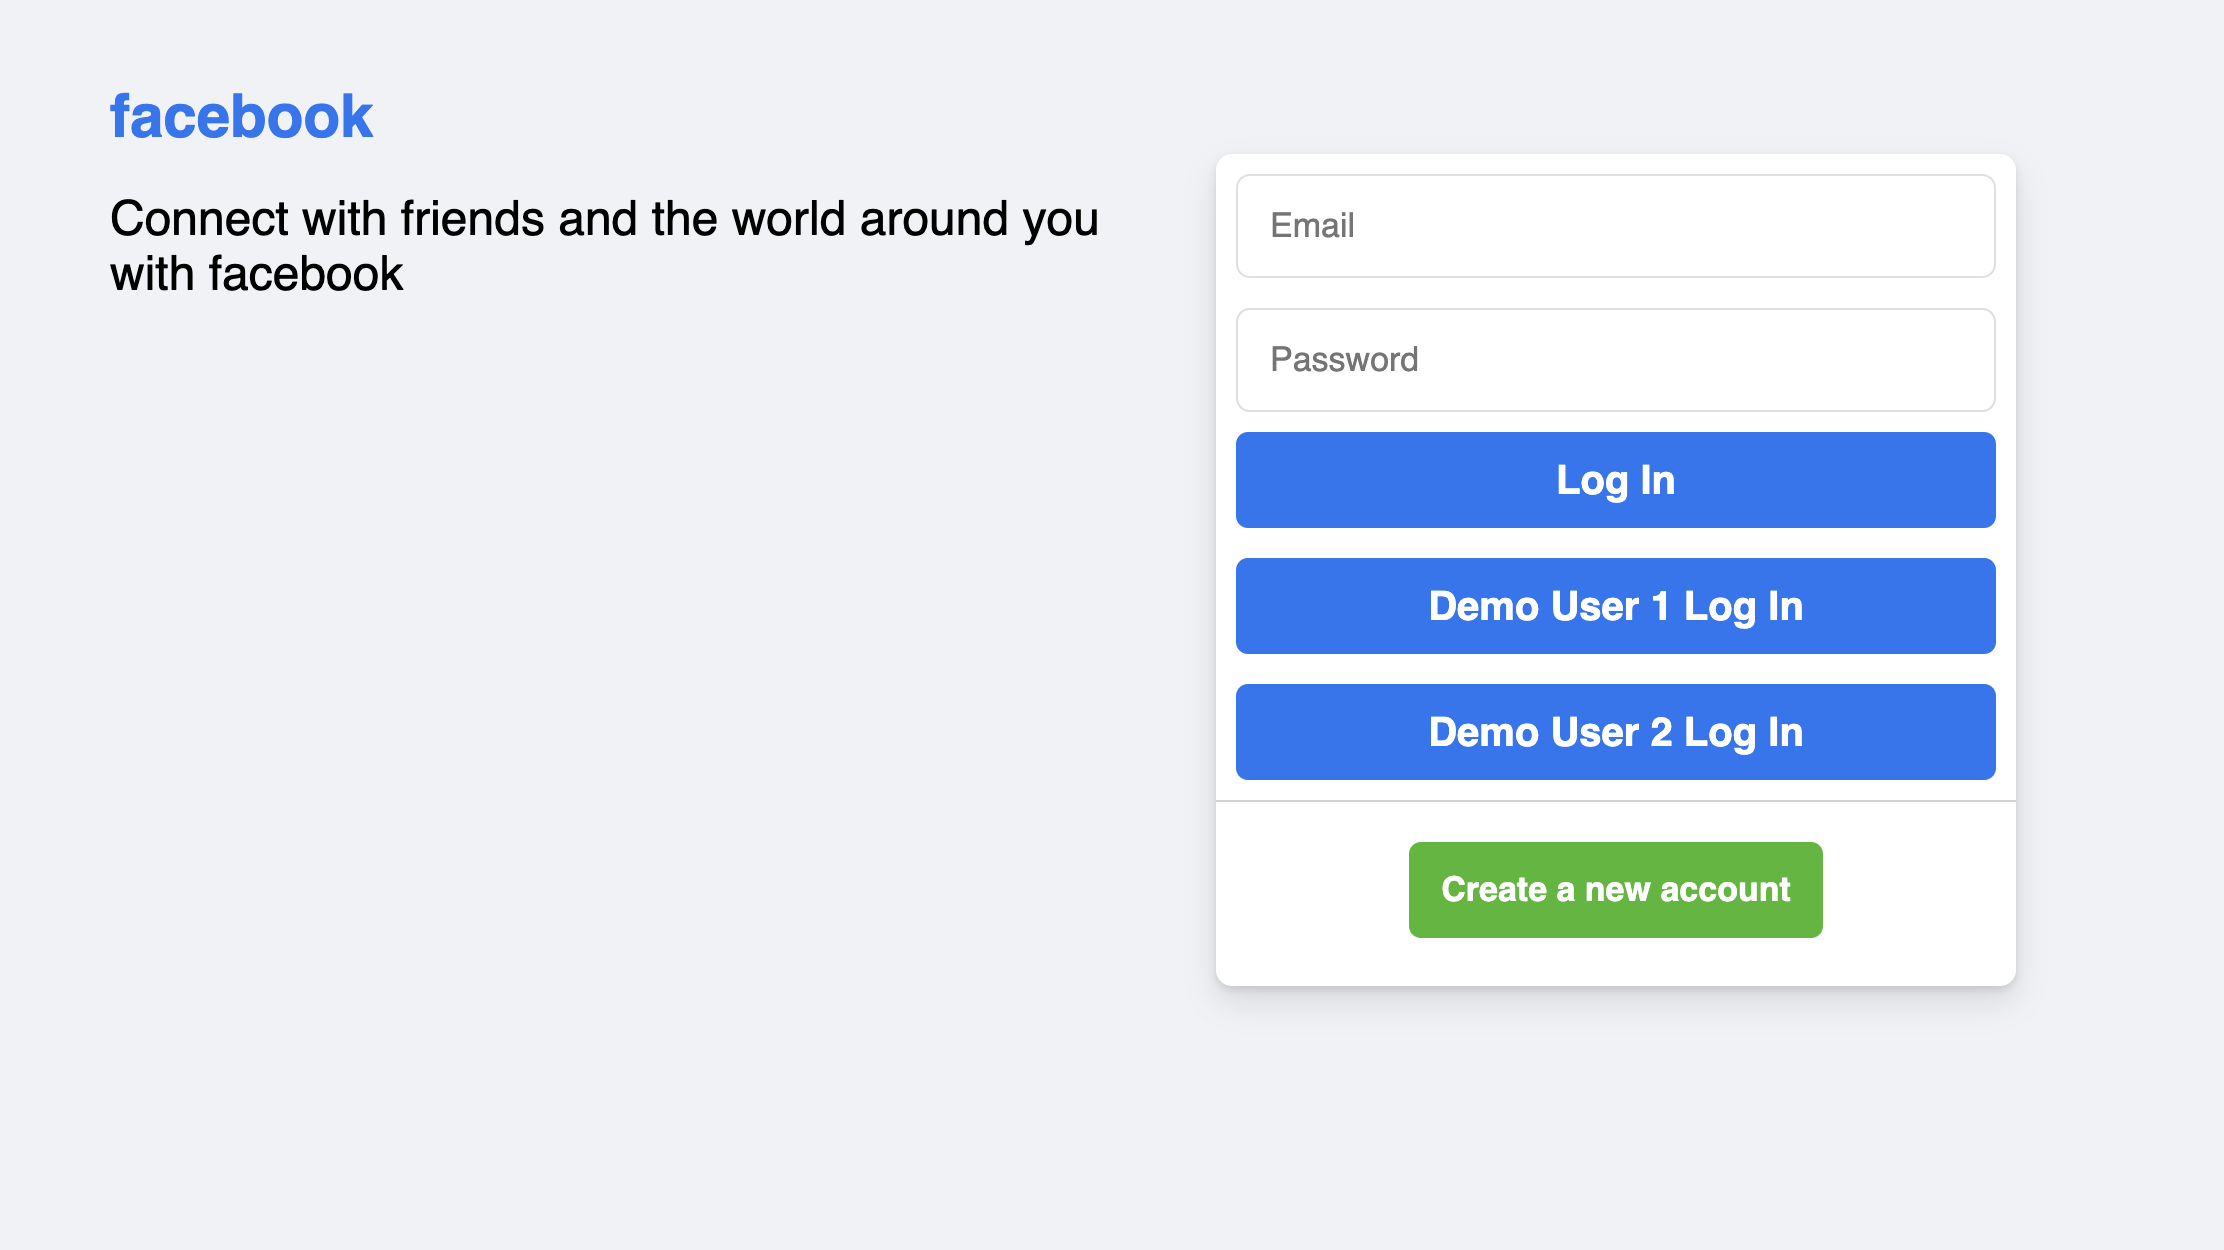 facebook
Connect with friends and the world around you
with facebook
Email
Password
Log In
Demo User 1 Log In
Demo User 2 Log In
Create a new account